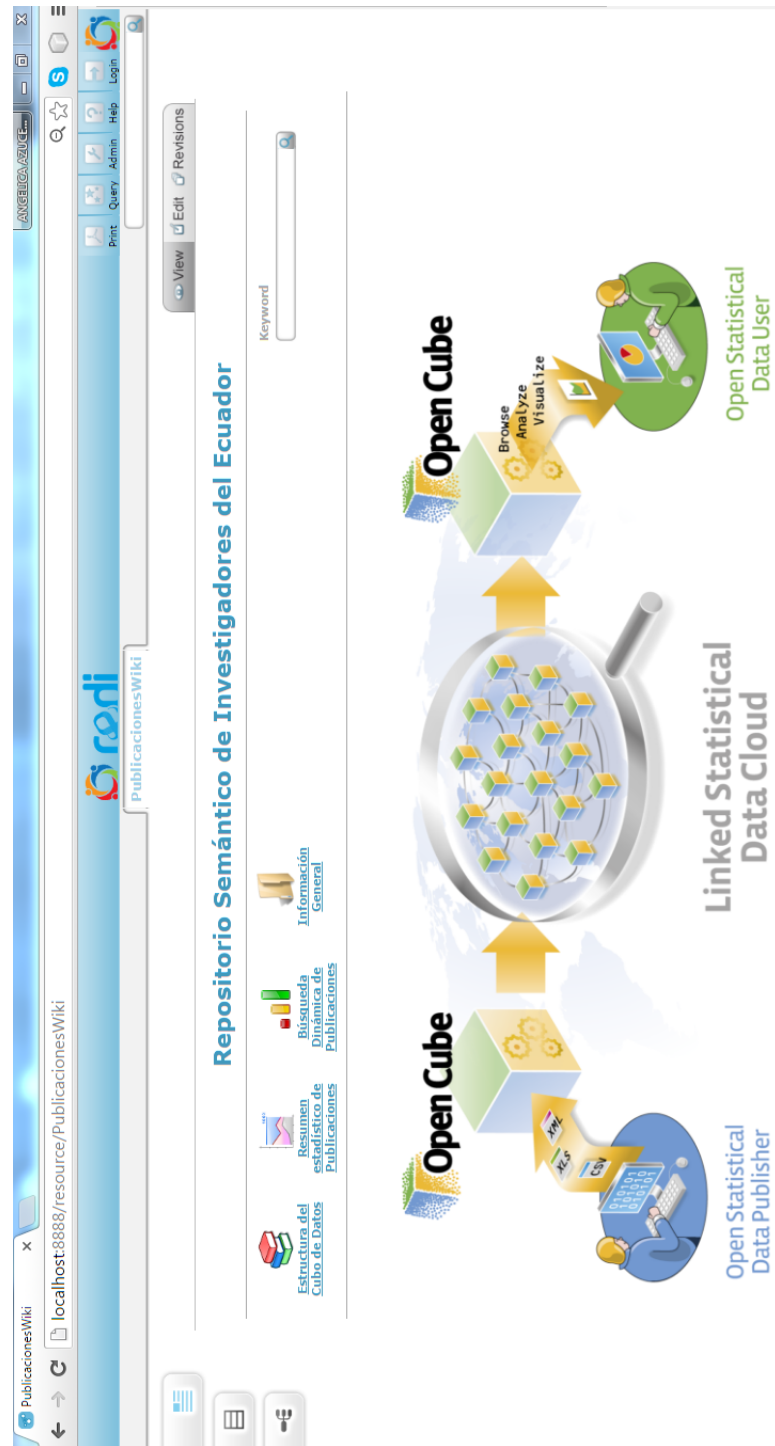 PublicacionesWiki
ANGELICA AZUCE...
localhost:8888/resource/PublicacionesWiki
redi
Print Query Admin Help Login
PublicacionesWiki
View Edit Revisions
Repositorio Semántico de Investigadores del Ecuador
Estructura del
Cubo de Datos
Resumen
estadístico de
Publicaciones
Búsqueda
Dinámica de
Publicaciones
Información
General
Keyword
Open Cube
XML
XLS
CSV
Open Statistical
Data Publisher
Linked Statistical
Data Cloud
Open Cube
Browse
Analyze
Visualize
Open Statistical
Data User